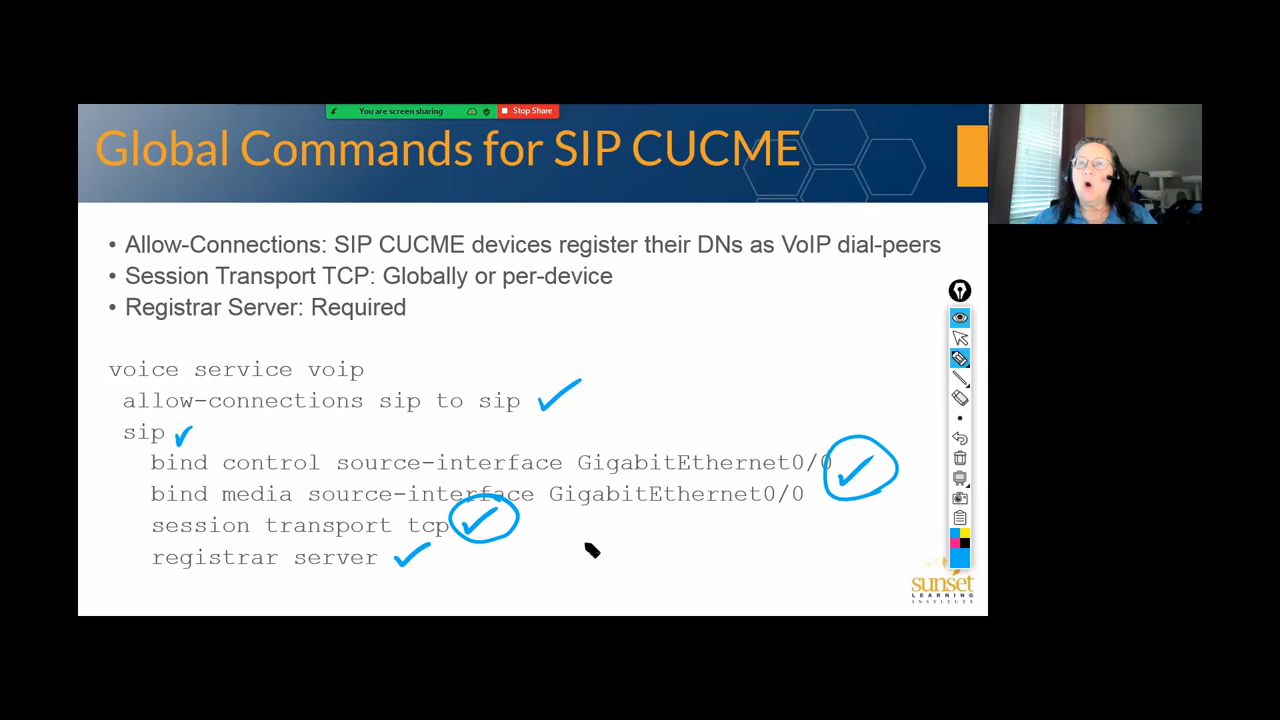 You are screen sharing
Stop Share
Global Commands for SIP CUCME
• Allow-Connections: SIP CUCME devices register their DNs as VoIP dial-peers
• Session Transport TCP: Globally or per-device
• Registrar Server: Required
voice service voip
allow-connections sip to sip
sip
bind control source-interface GigabitEthernet0/0
bind media source-interface GigabitEthernet0/0
session transport tcp
registrar server
sunset
LEARNING
INSTITUTE